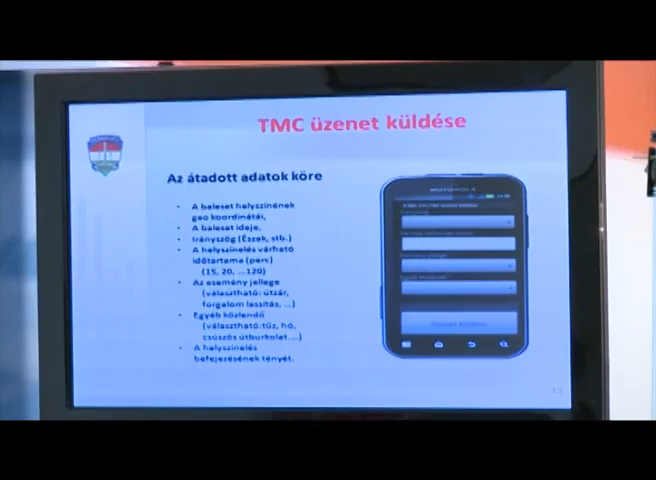 TMC üzenet küldése
Az átadott adatok köre
• A baleset helyszínének
geo koordinátái,
• A baleset ideje,
• Irányszög (Észak, stb.)
• A helyszínelés várható
időtartama (perc)
(15, 20, ...120)
• Az esemény jellege
(választható: útzár,
forgalom lassítás, ...)
• Egyéb közlendő
(választható:tűz, hó,
csúszós útburkolat....)
• A helyszínelés
befejezésének tényét.
MOTOROLA
Üzenet küldése